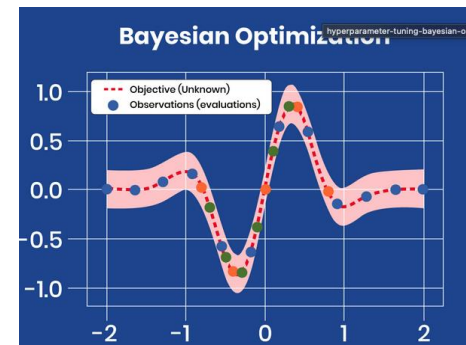 Bayesian Optimization
hyperparameter-tuning-bayesian-o
Objective (Unknown)
Observations (evaluations)
1.0
0.5
0.0
-0.5
-1.0
-2 -1 0 1 2